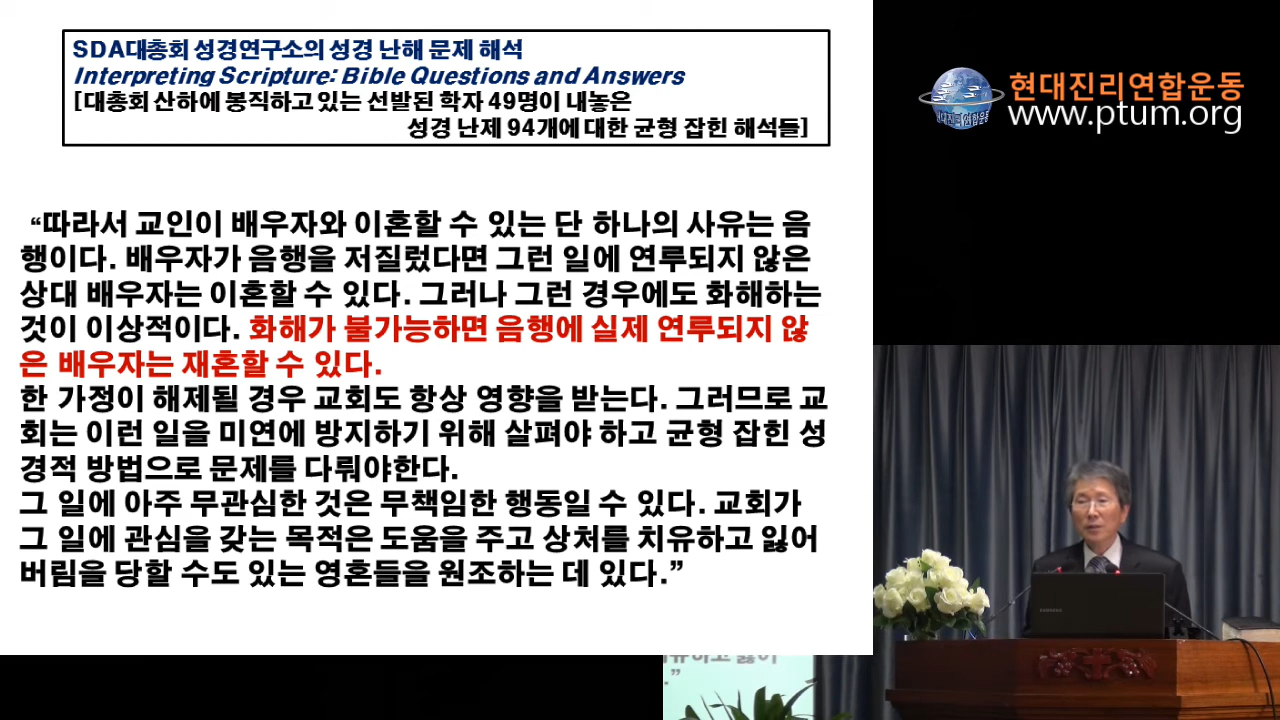 SDA대총회 성경연구소의 성경 난해 문제 해석
Interpreting Scripture: Bible Questions and Answers
[대총회 산하에 봉직하고 있는 선발된 학자 49명이 내놓은
성경 난제 94개에 대한 균형 잡힌 해석들]
현대진리연합운동
www.ptum.org
“따라서 교인이 배우자와 이혼할 수 있는 단 하나의 사유는 음
행이다. 배우자가 음행을 저질렀다면 그런 일에 연루되지 않은
상대 배우자는 이혼할 수 있다. 그러나 그런 경우에도 화해하는
것이 이상적이다. 화해가 불가능하면 음행에 실제 연루되지 않
은 배우자는 재혼할 수 있다.
한 가정이 해제될 경우 교회도 항상 영향을 받는다. 그러므로 교
회는 이런 일을 미연에 방지하기 위해 살펴야 하고 균형 잡힌 성
경적 방법으로 문제를 다뤄야한다.
그 일에 아주 무관심한 것은 무책임한 행동일 수 있다. 교회가
그 일에 관심을 갖는 목적은 도움을 주고 상처를 치유하고 잃어
버림을 당할 수도 있는 영혼들을 원조하는 데 있다.”
SAMSUNG